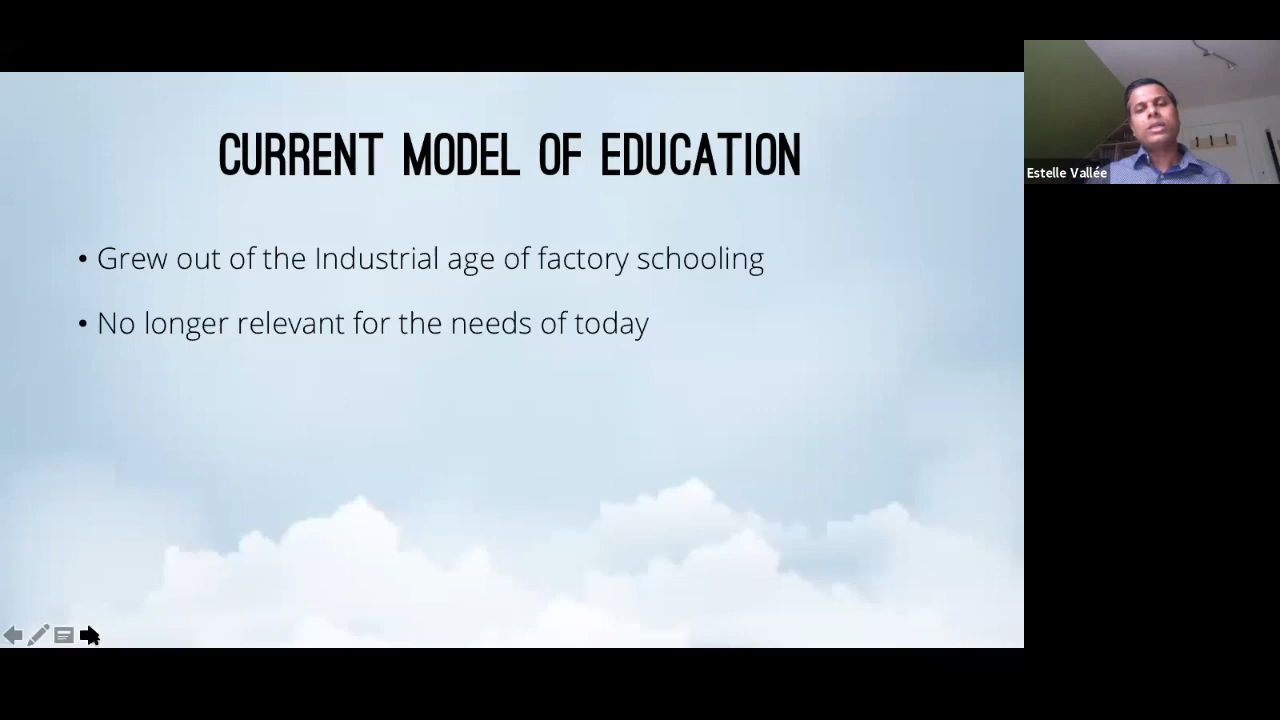 CURRENT MODEL OF EDUCATION
• Grew out of the Industrial age of factory schooling
• No longer relevant for the needs of today
Estelle Vallée